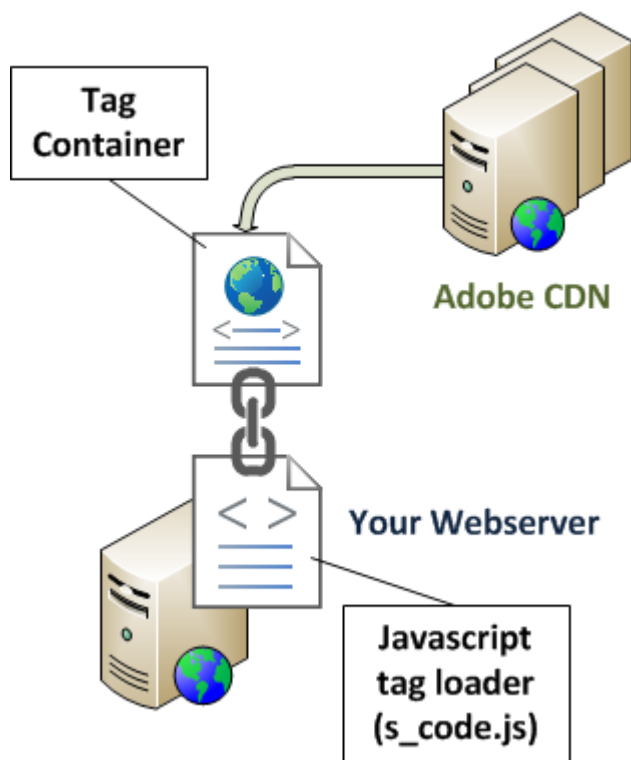 Tag
Container
Adobe CDN
< >
Your Webserver
Javascript
tag loader
(s_code.js)